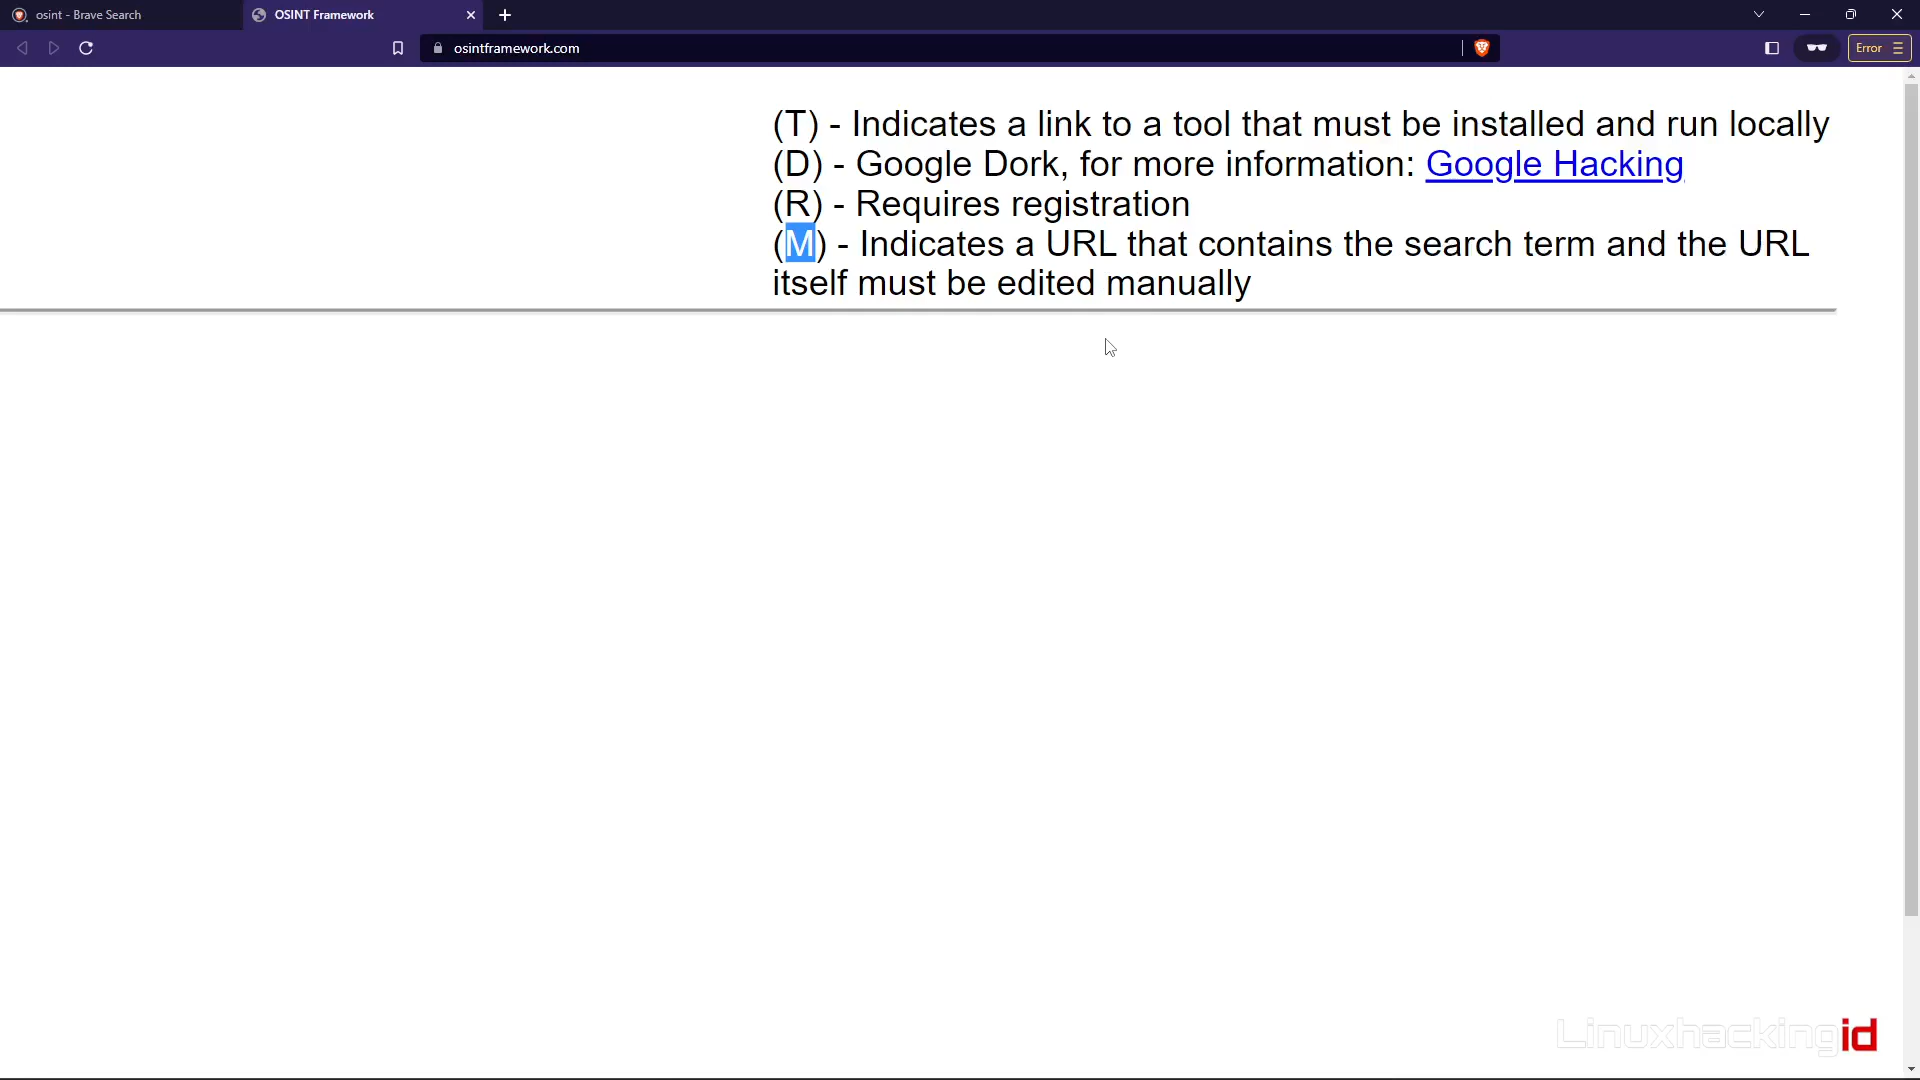 osint - Brave Search
OSINT Framework
osintframework.com
Error
(T) - Indicates a link to a tool that must be installed and run locally
(D) - Google Dork, for more information: Google Hacking
(R) - Requires registration
(M) - Indicates a URL that contains the search term and the URL
itself must be edited manually
Linuxhackingid